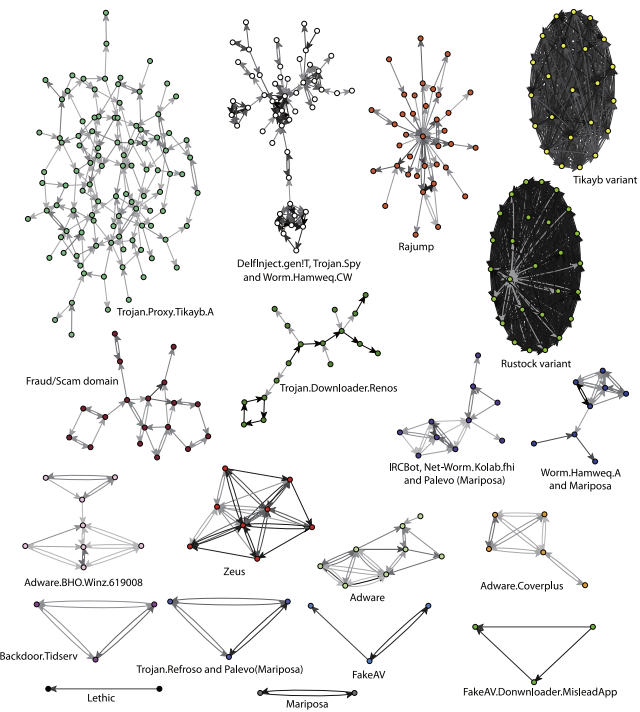 Tikayb variant
Rajump
DelfInject.gen!T, Trojan.Spy
and Worm.Hamweq.CW
Trojan.Proxy.Tikayb.A
Rustock variant
Fraud/Scam domain
Trojan.Downloader.Renos
IRCBot, Net-Worm.Kolab.fhi
and Palevo (Mariposa)
Worm.Hamweq.A
and Mariposa
Adware.BHO.Winz.619008
Zeus
Adware
Adware.Coverplus
Backdoor.Tidserv
Trojan.Refroso and Palevo(Mariposa)
FakeAV
FakeAV.Donwnloader.MisleadApp
Lethic
Mariposa